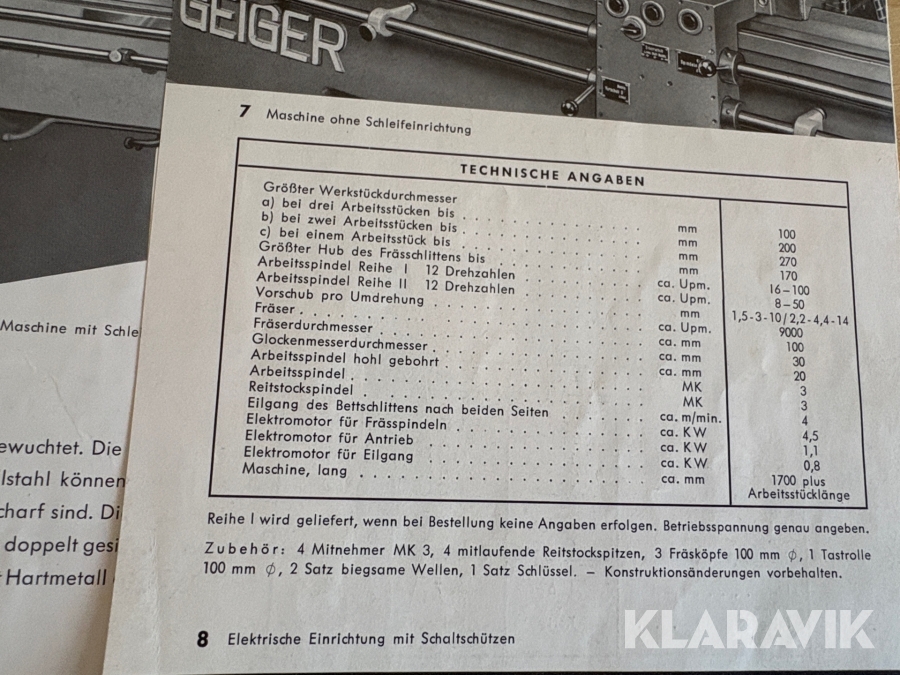 GEIGER
7 Maschine ohne Schleifeinrichtung
TECHNISCHE ANGABEN
Größter Werkstückdurchmesser
a) bei drei Arbeitsstücken bis . . . . . mm 100
b) bei zwei Arbeitsstücken bis . . . . . mm 200
c) bei einem Arbeitsstück bis . . . . . mm 270
Größter Hub des Frässchlittens bis . . . . . mm 170
Arbeitsspindel Reihe I 12 Drehzahlen . . . . . ca. Upm. 16–100
Arbeitsspindel Reihe II 12 Drehzahlen . . . . . ca. Upm. 8–50
Vorschub pro Umdrehung . . . . . mm 1,5-3-10/2,2-4,4-14
Fräser . . . . . ca. Upm. 9000
Fräserdurchmesser . . . . . ca. mm 100
Glockenmesserdurchmesser . . . . . ca. mm 30
Arbeitsspindel hohl gebohrt . . . . . ca. mm 20
Arbeitsspindel . . . . . MK 3
Reitstockspindel . . . . . MK 3
Eilgang des Bettschlittens nach beiden Seiten . . . . . ca. m/min. 4
Elektromotor für Frässpindeln . . . . . ca. KW 4,5
Elektromotor für Antrieb . . . . . ca. KW 1,1
Elektromotor für Eilgang . . . . . ca. KW 0,8
Maschine, lang . . . . . ca. mm 1700 plus
Arbeitsstücklänge
Reihe I wird geliefert, wenn bei Bestellung keine Angaben erfolgen. Betriebsspannung genau angeben.
Zubehör: 4 Mitnehmer MK 3, 4 mitlaufende Reitstockspitzen, 3 Fräsköpfe 100 mm ∅, 1 Tastrolle
100 mm ∅, 2 Satz biegsame Wellen, 1 Satz Schlüssel. – Konstruktionsänderungen vorbehalten.
8 Elektrische Einrichtung mit Schaltschützen
Maschine mit Schle
ewuchtet. Die
lstahl können
charf sind. Di
doppelt gesi
Hartmetall
KLARAVIK